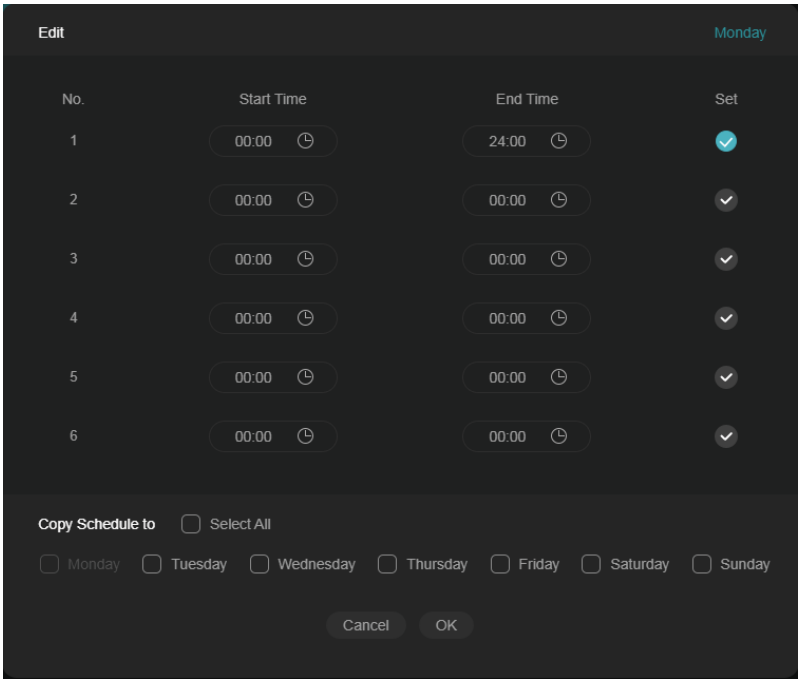 Edit Monday
No. Start Time End Time Set
1 00:00 24:00
2 00:00 00:00
3 00:00 00:00
4 00:00 00:00
5 00:00 00:00
6 00:00 00:00
Copy Schedule to Select All
Monday Tuesday Wednesday Thursday Friday Saturday Sunday
Cancel OK